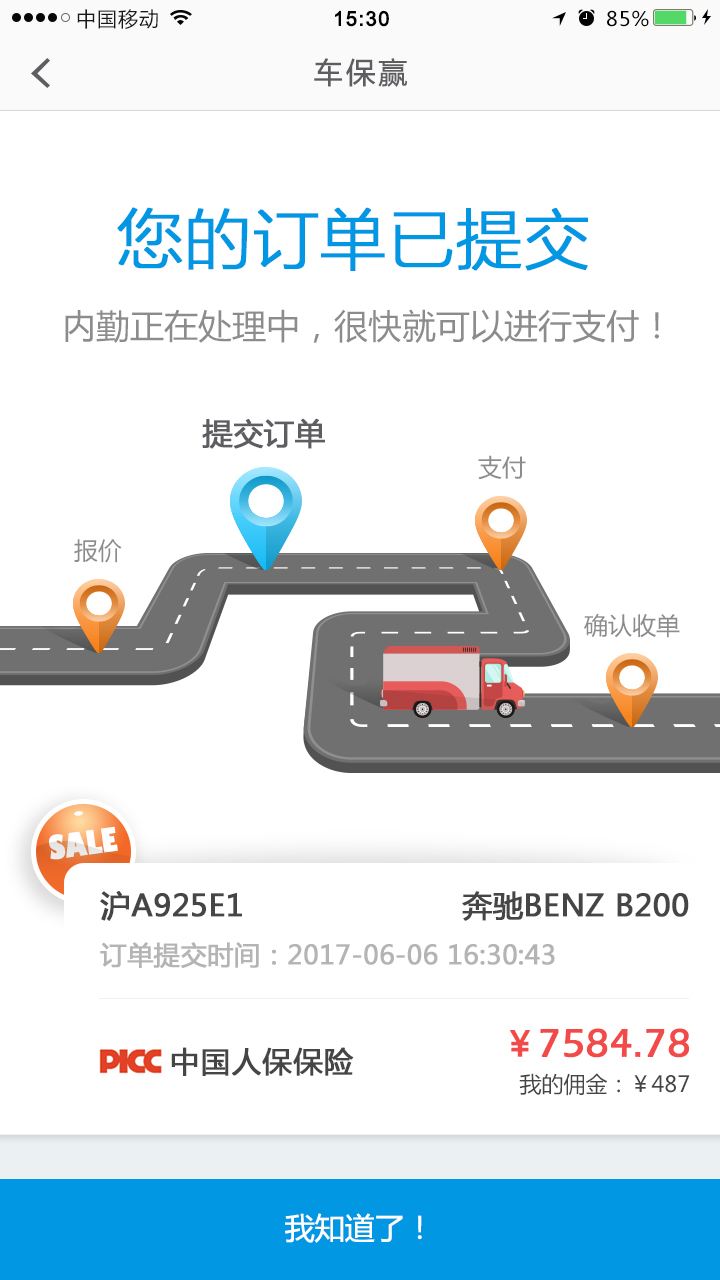 中国移动 15:30 85%
车保赢
您的订单已提交
内勤正在处理中，很快就可以进行支付！
提交订单
支付
报价
确认收单
SALE
沪A925E1 奔驰BENZ B200
订单提交时间：2017-06-06 16:30:43
PICC 中国人保保险 ￥7584.78
我的佣金：￥487
我知道了！